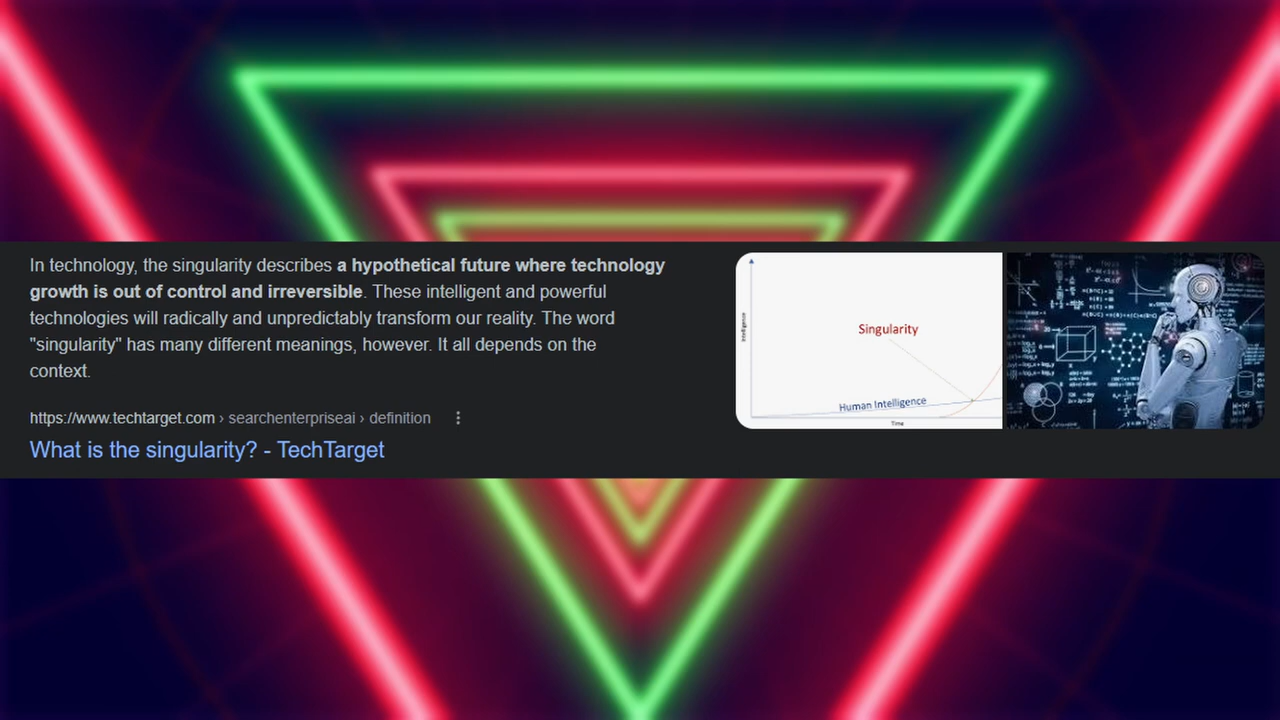 In technology, the singularity describes a hypothetical future where technology
growth is out of control and irreversible. These intelligent and powerful
technologies will radically and unpredictably transform our reality. The word
"singularity" has many different meanings, however. It all depends on the
context.
https://www.techtarget.com › searchenterpriseai › definition
What is the singularity? - TechTarget
Intelligence
Singularity
Human Intelligence
Time